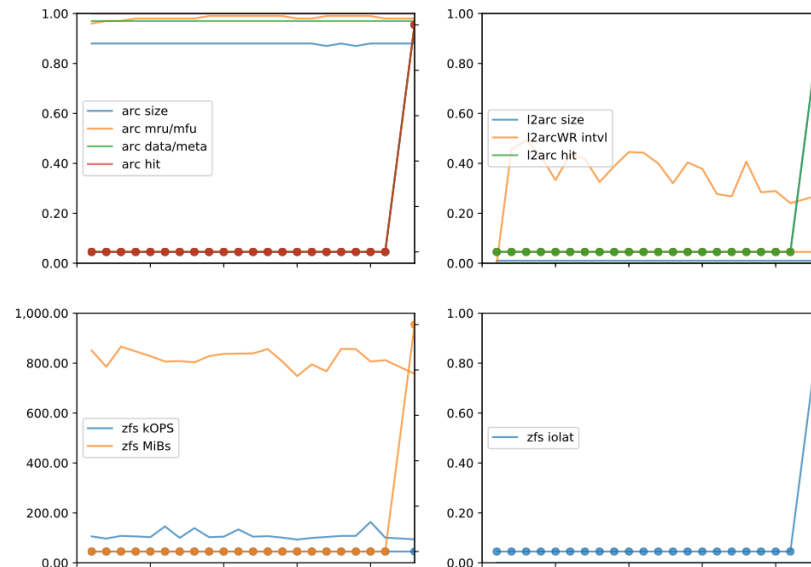 1.00
0.80
0.60
0.40
0.20
0.00
arc size
arc mru/mfu
arc data/meta
arc hit
1.00
0.80
0.60
0.40
0.20
0.00
l2arc size
l2arcWR intvl
l2arc hit
1,000.00
800.00
600.00
400.00
200.00
0.00
zfs kOPS
zfs MiBs
1.00
0.80
0.60
0.40
0.20
0.00
zfs iolat